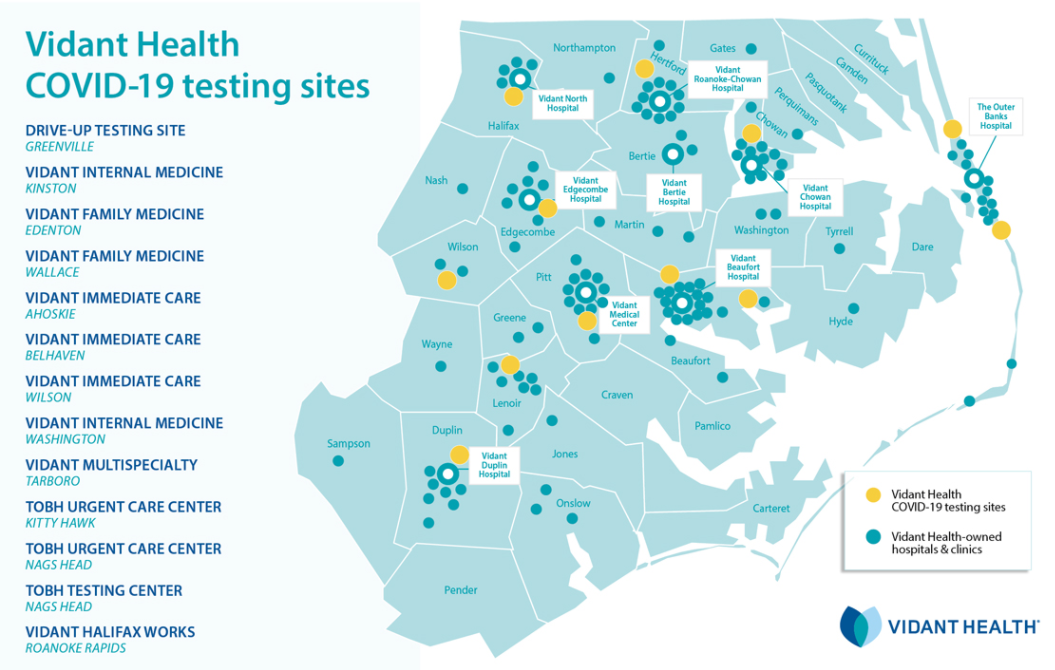 Vidant Health
COVID-19 testing sites
DRIVE-UP TESTING SITE
GREENVILLE
VIDANT INTERNAL MEDICINE
KINSTON
VIDANT FAMILY MEDICINE
EDENTON
VIDANT FAMILY MEDICINE
WALLACE
VIDANT IMMEDIATE CARE
AHOSKIE
VIDANT IMMEDIATE CARE
BELHAVEN
VIDANT IMMEDIATE CARE
WILSON
VIDANT INTERNAL MEDICINE
WASHINGTON
VIDANT MULTISPECIALTY
TARBORO
TOBH URGENT CARE CENTER
KITTY HAWK
TOBH URGENT CARE CENTER
NAGS HEAD
TOBH TESTING CENTER
NAGS HEAD
VIDANT HALIFAX WORKS
ROANOKE RAPIDS
Northampton
Hertford
Gates
Currituck
Camden
Pasquotank
Perquimans
Chowan
Vidant
Roanoke-Chowan
Hospital
Vidant North
Hospital
The Outer
Banks
Hospital
Halifax
Bertie
Nash
Vidant
Edgecombe
Hospital
Vidant
Bertie
Hospital
Vidant
Chowan
Hospital
Edgecombe
Martin
Washington
Tyrrell
Dare
Wilson
Pitt
Vidant
Beaufort
Hospital
Vidant
Medical
Center
Greene
Hyde
Wayne
Beaufort
Lenoir
Craven
Duplin
Pamlico
Sampson
Vidant
Duplin
Hospital
Jones
Onslow
Carteret
Pender
Vidant Health
COVID-19 testing sites
Vidant Health-owned
hospitals & clinics
VIDANT HEALTH